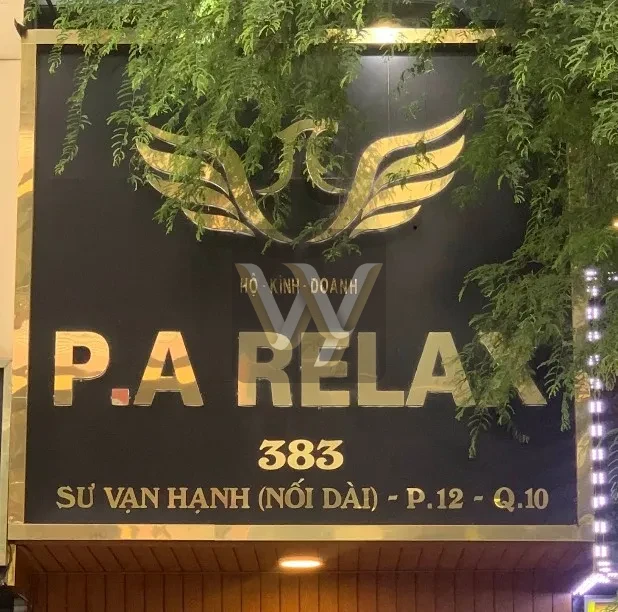 HỘ - KINH - DOANH
P.A RELAX
383
SƯ VẠN HẠNH (NỐI DÀI) - P.12 - Q.10